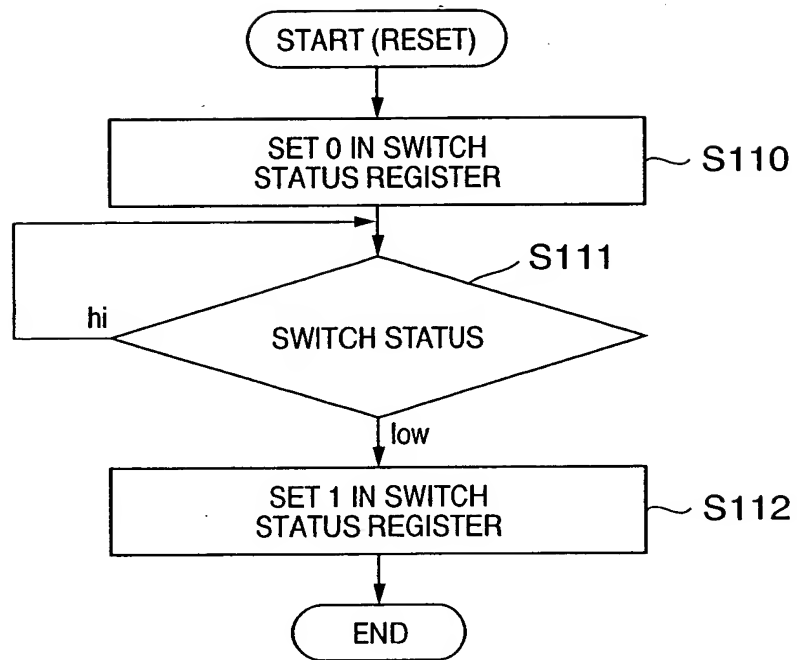 START (RESET)
SET 0 IN SWITCH
STATUS REGISTER
S110
S111
hi
SWITCH STATUS
low
SET 1 IN SWITCH
STATUS REGISTER
S112
END